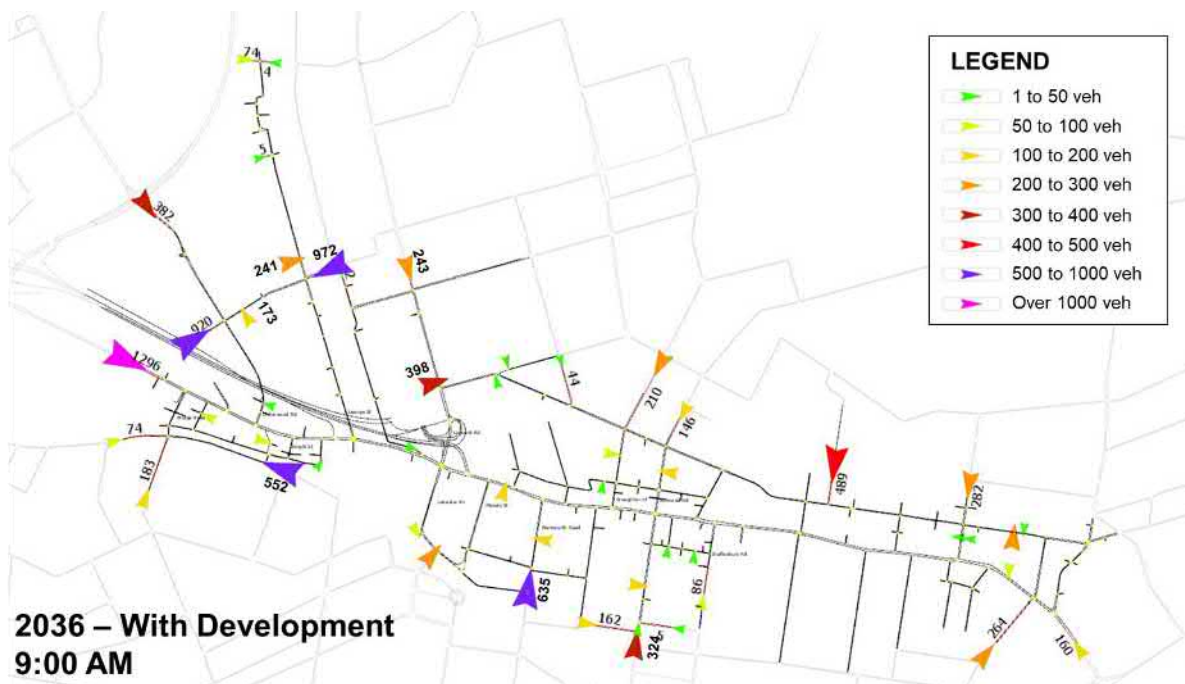 LEGEND
1 to 50 veh
50 to 100 veh
100 to 200 veh
200 to 300 veh
300 to 400 veh
400 to 500 veh
500 to 1000 veh
Over 1000 veh
74
4
5
382
241
972
243
173
920
1296
398
44
210
146
74
183
552
489
282
635
162
324
86
264
160
2036 – With Development
9:00 AM